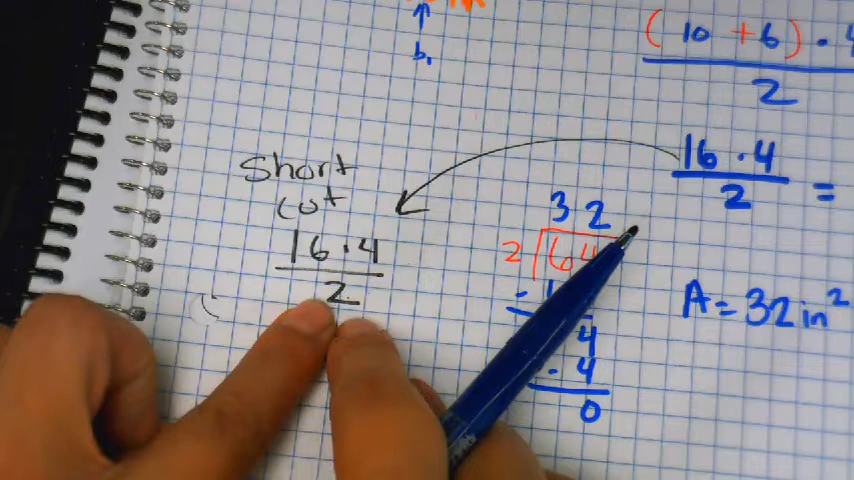 b₁
(10 + 6) · 4
2
16 · 4
2
=
Short
cut
16 · 4
2
32
2 64
4
- 4
0
A = 32 in²